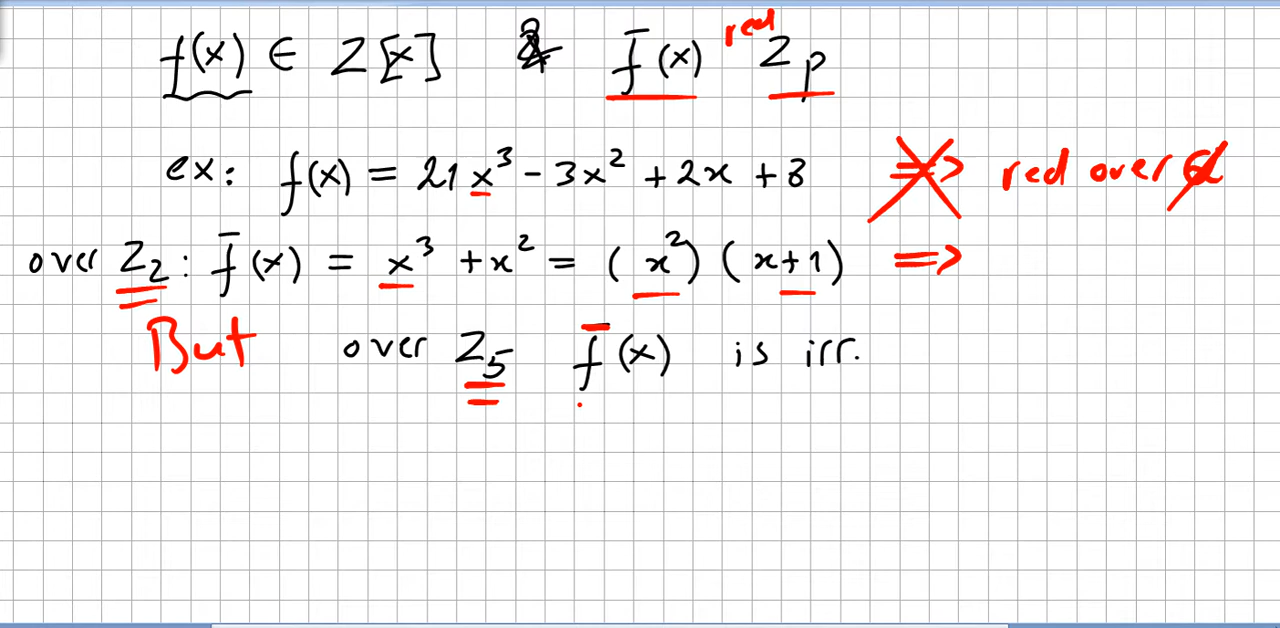 f(x) ∈ Z[x] & f̄(x) red Zp
ex: f(x) = 21x³ - 3x² + 2x + 8 ⇒ red over Q
over Z₂: f̄(x) = x³ + x² = (x²)(x+1) ⇒
But over Z₅ f̄(x) is irr.